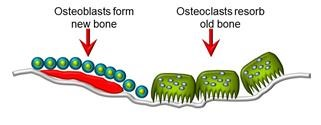 Osteoblasts form
new bone
Osteoclasts resorb
old bone